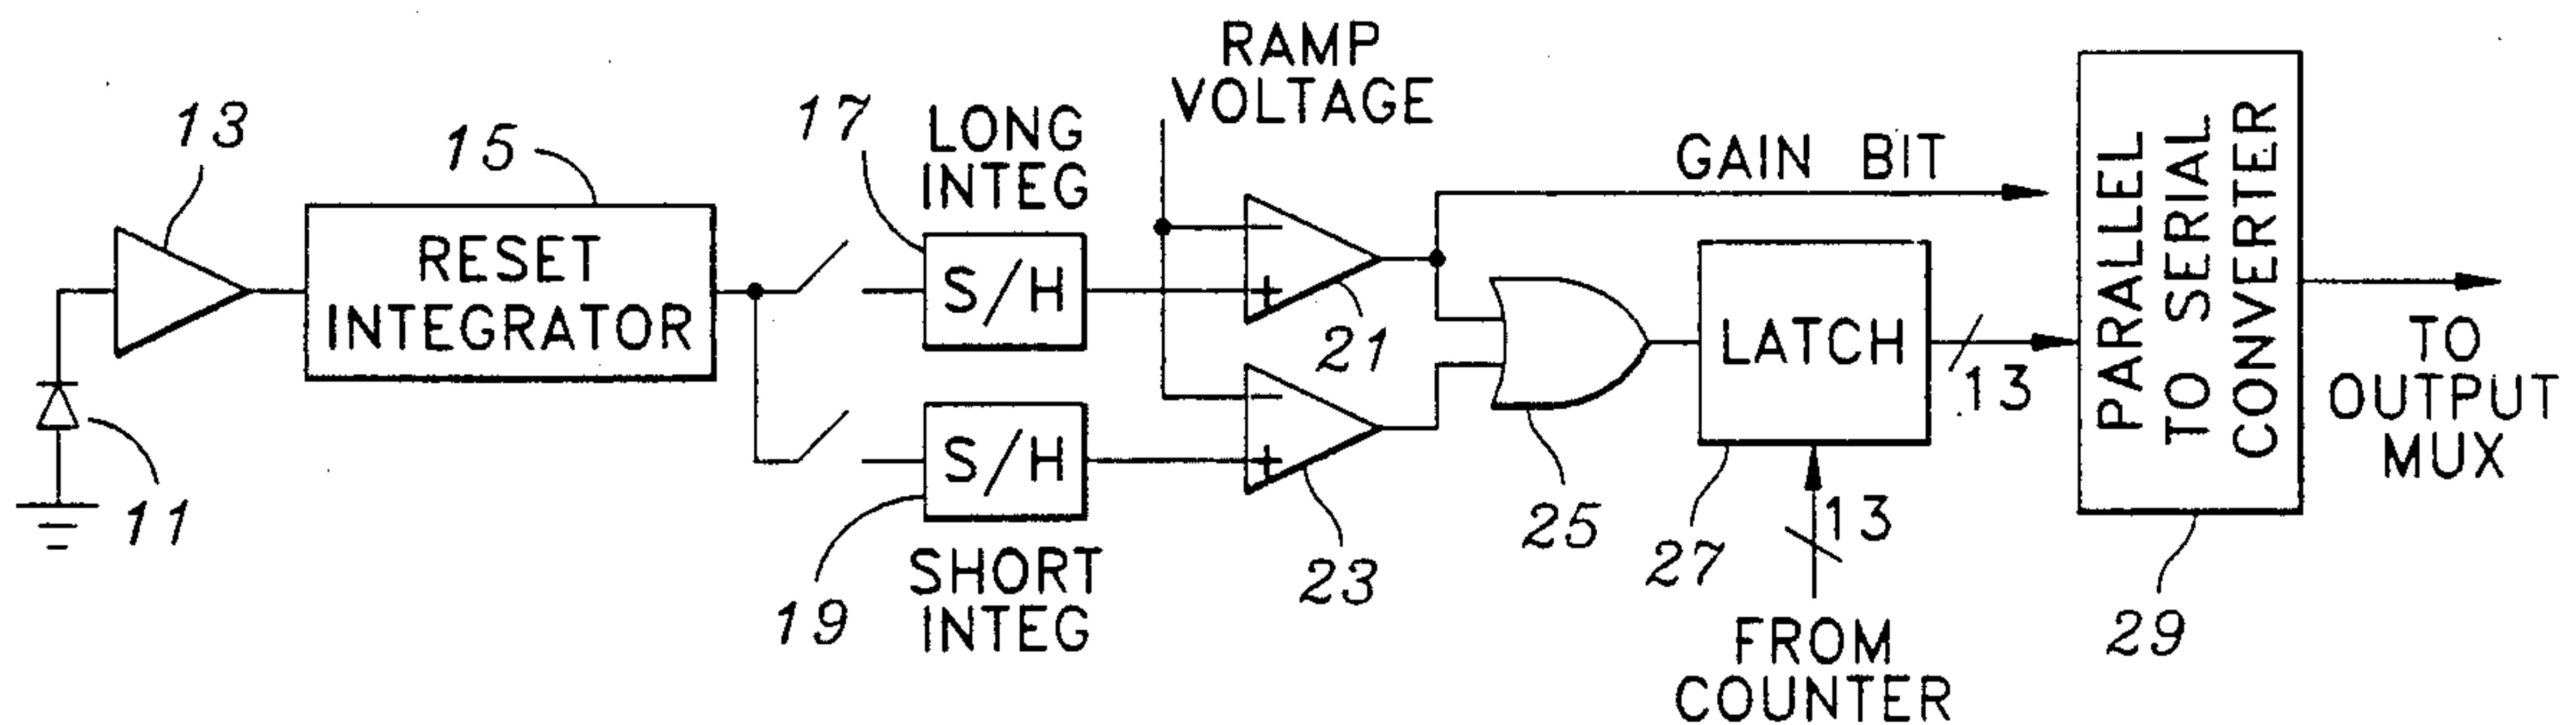 13
15
RESET
INTEGRATOR
11
17
LONG
INTEG
S/H
S/H
19
SHORT
INTEG
RAMP
VOLTAGE
−
+
21
−
+
23
GAIN BIT
25
LATCH
27
13
13
FROM
COUNTER
PARALLEL
TO SERIAL
CONVERTER
29
TO
OUTPUT
MUX